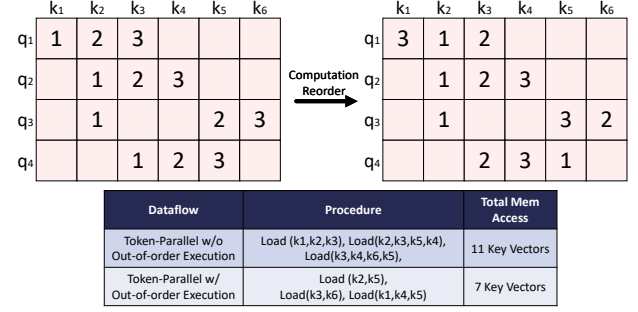 k1 k2 k3 k4 k5 k6
q1 1 2 3
q2 1 2 3
q3 1 2 3
q4 1 2 3
Computation
Reorder
k1 k2 k3 k4 k5 k6
q1 3 1 2
q2 1 2 3
q3 1 3 2
q4 2 3 1
Dataflow Procedure Total Mem
Access
Token-Parallel w/o
Out-of-order Execution
Load (k1,k2,k3), Load(k2,k3,k5,k4),
Load(k3,k4,k6,k5),
11 Key Vectors
Token-Parallel w/
Out-of-order Execution
Load (k2,k5),
Load(k3,k6), Load(k1,k4,k5)
7 Key Vectors